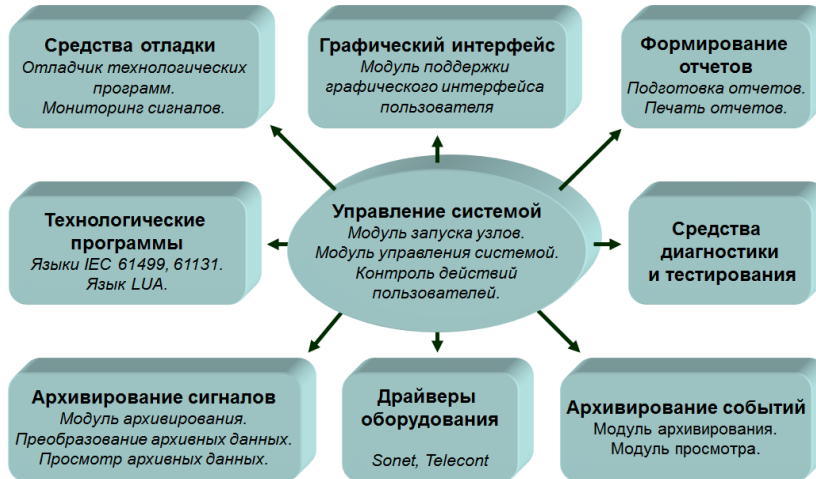 Средства отладки
Отладчик технологических
программ.
Мониторинг сигналов.
Графический интерфейс
Модуль поддержки
графического интерфейса
пользователя
Формирование
отчетов
Подготовка отчетов.
Печать отчетов.
Технологические
программы
Языки IEC 61499, 61131.
Язык LUA.
Управление системой
Модуль запуска узлов.
Модуль управления системой.
Контроль действий
пользователей.
Средства
диагностики
и тестирования
Архивирование сигналов
Модуль архивирования.
Преобразование архивных данных.
Просмотр архивных данных.
Драйверы
оборудования
Sonet, Telecont
Архивирование событий
Модуль архивирования.
Модуль просмотра.